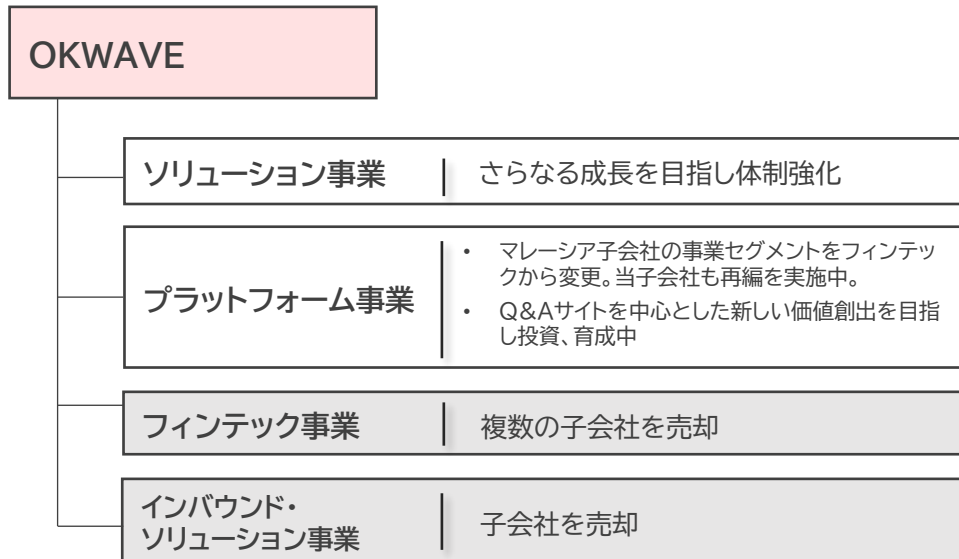 OKWAVE
ソリューション事業
さらなる成長を目指し体制強化
プラットフォーム事業
• マレーシア子会社の事業セグメントをフィンテッ
クから変更。当子会社も再編を実施中。
• Q&Aサイトを中心とした新しい価値創出を目指
し投資、育成中
フィンテック事業
複数の子会社を売却
インバウンド・
ソリューション事業
子会社を売却